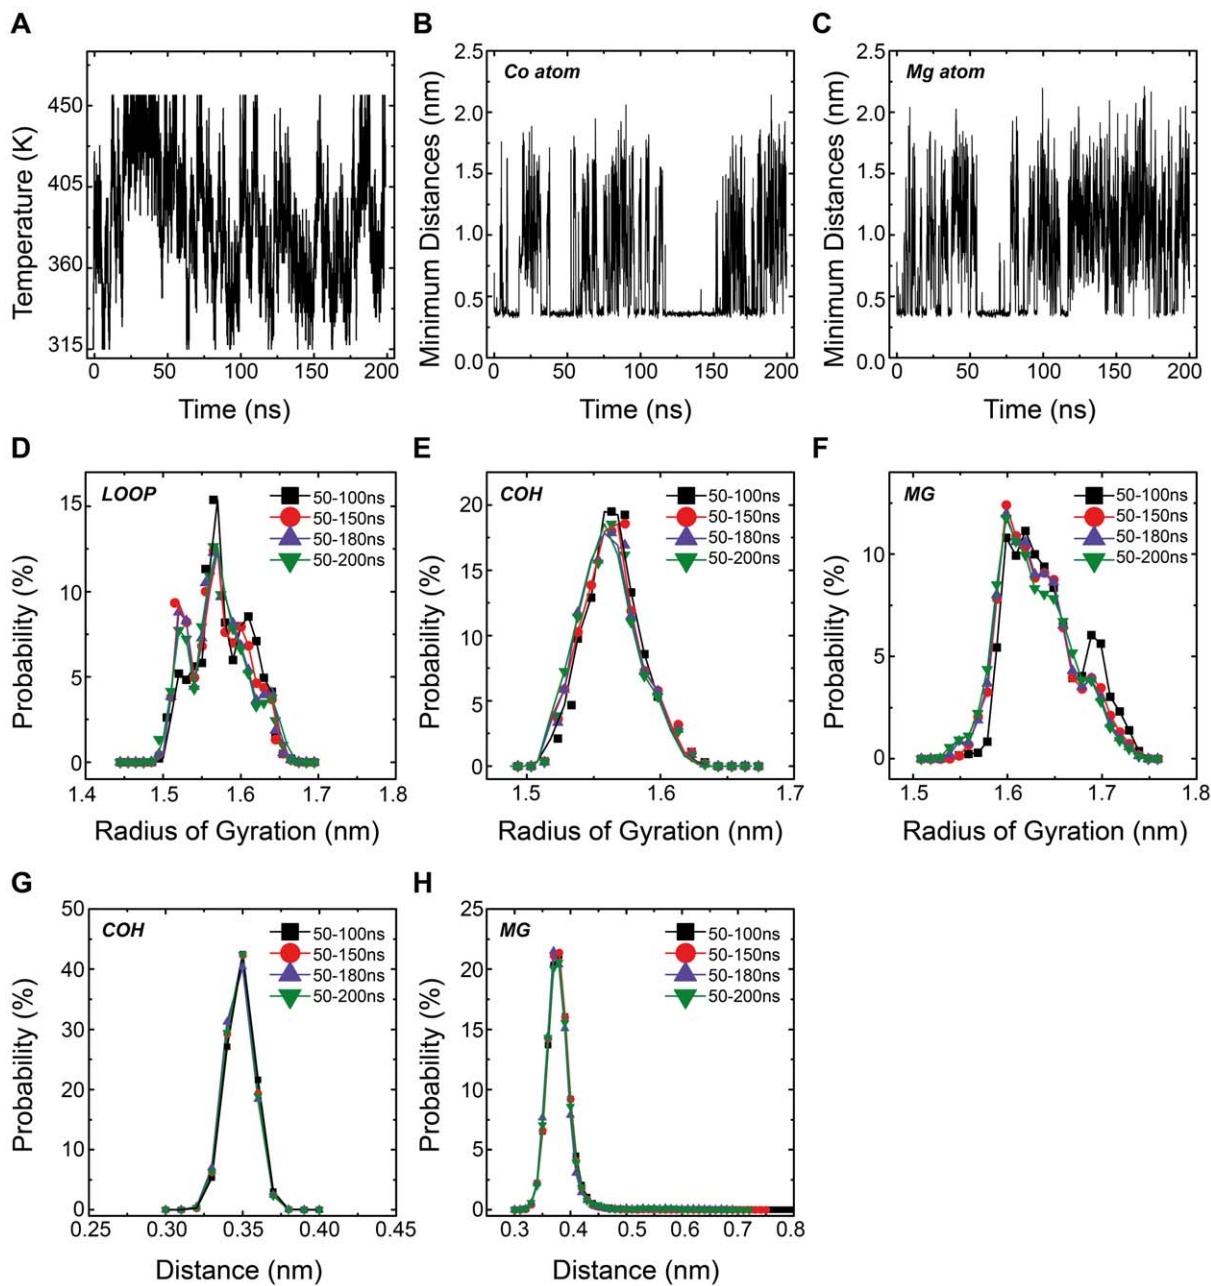 A
B
C
Temperature (K)
450
405
360
315
0
50
100
150
200
Time (ns)
Minimum Distances (nm)
Co atom
2.5
2.0
1.5
1.0
0.5
0.0
0
50
100
150
200
Time (ns)
Minimum Distances (nm)
Mg atom
2.5
2.0
1.5
1.0
0.5
0.0
0
50
100
150
200
Time (ns)
D
E
F
Probability (%)
LOOP
50-100ns
50-150ns
50-180ns
50-200ns
15
10
5
0
1.4
1.5
1.6
1.7
1.8
Radius of Gyration (nm)
Probability (%)
COH
50-100ns
50-150ns
50-180ns
50-200ns
20
15
10
5
0
1.5
1.6
1.7
Radius of Gyration (nm)
Probability (%)
MG
50-100ns
50-150ns
50-180ns
50-200ns
10
5
0
1.5
1.6
1.7
1.8
Radius of Gyration (nm)
G
H
Probability (%)
COH
50-100ns
50-150ns
50-180ns
50-200ns
50
40
30
20
10
0
0.25
0.30
0.35
0.40
0.45
Distance (nm)
Probability (%)
MG
50-100ns
50-150ns
50-180ns
50-200ns
25
20
15
10
5
0
0.3
0.4
0.5
0.6
0.7
0.8
Distance (nm)